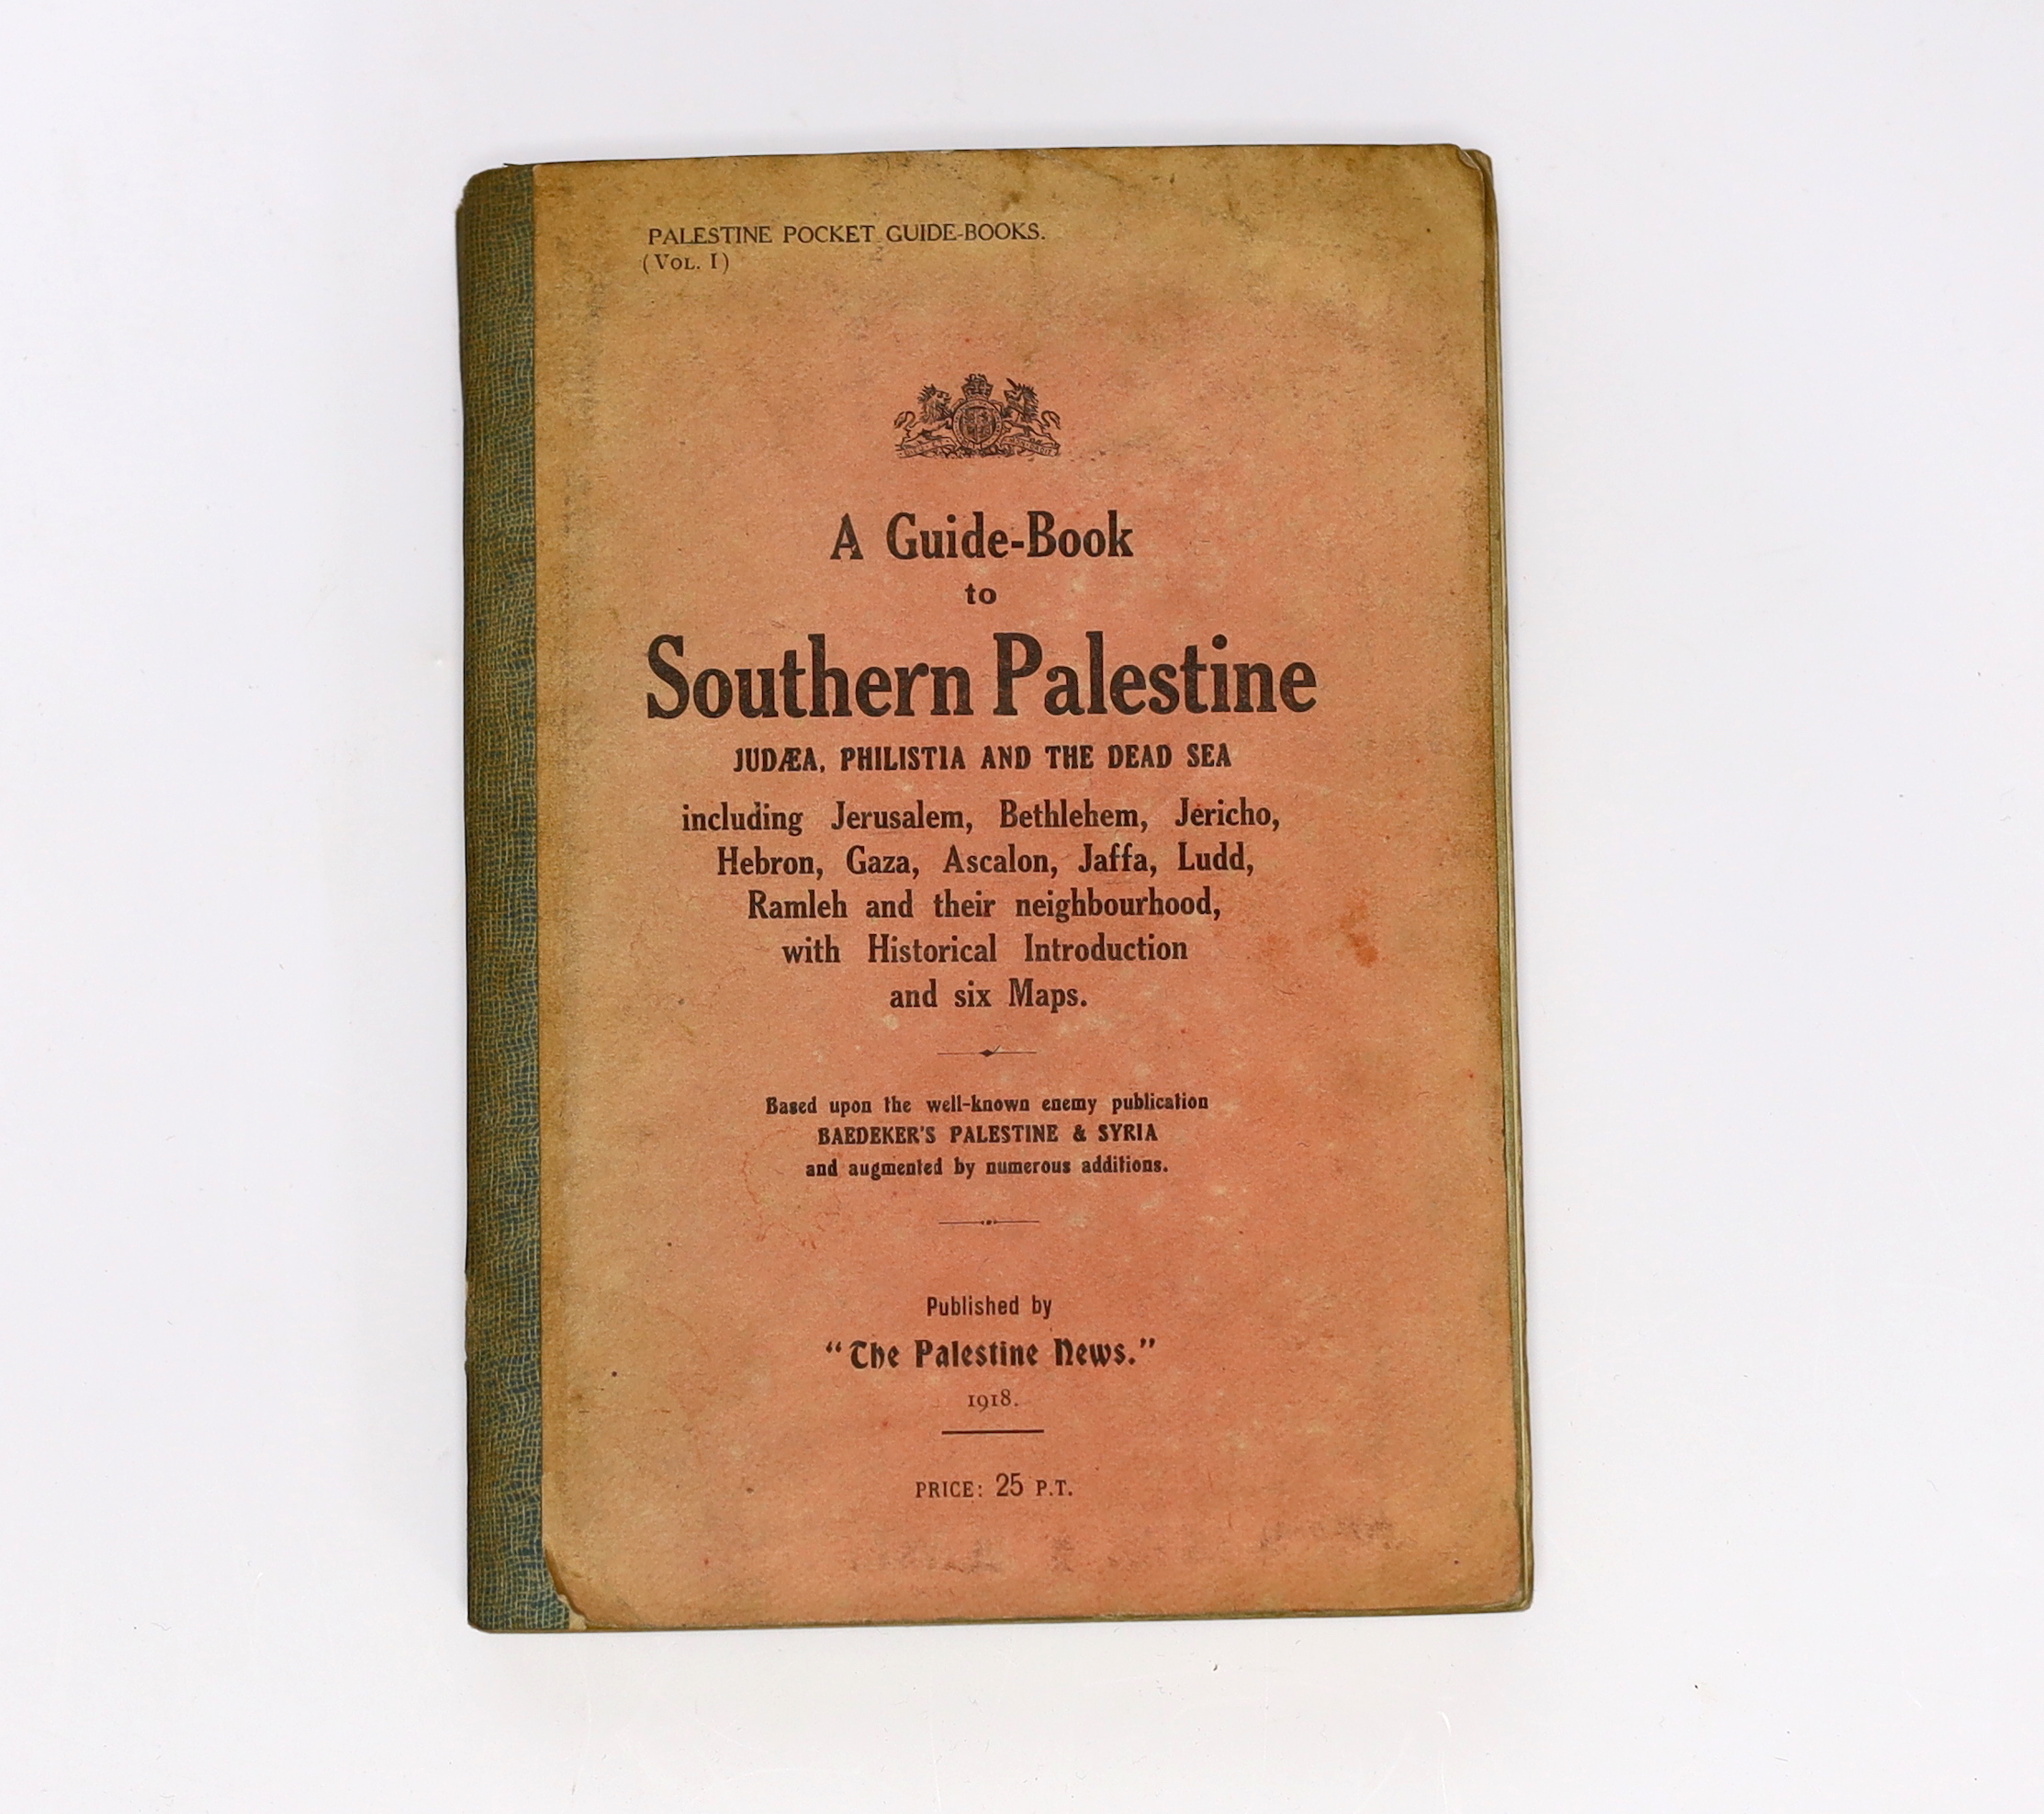 PALESTINE POCKET GUIDE-BOOKS.
(VOL. I)
A Guide-Book
to
Southern Palestine
JUDÆA, PHILISTIA AND THE DEAD SEA
including Jerusalem, Bethlehem, Jericho,
Hebron, Gaza, Ascalon, Jaffa, Ludd,
Ramleh and their neighbourhood,
with Historical Introduction
and six Maps.
Based upon the well-known enemy publication
BAEDEKER'S PALESTINE & SYRIA
and augmented by numerous additions.
Published by
"The Palestine News."
1918.
PRICE: 25 P.T.